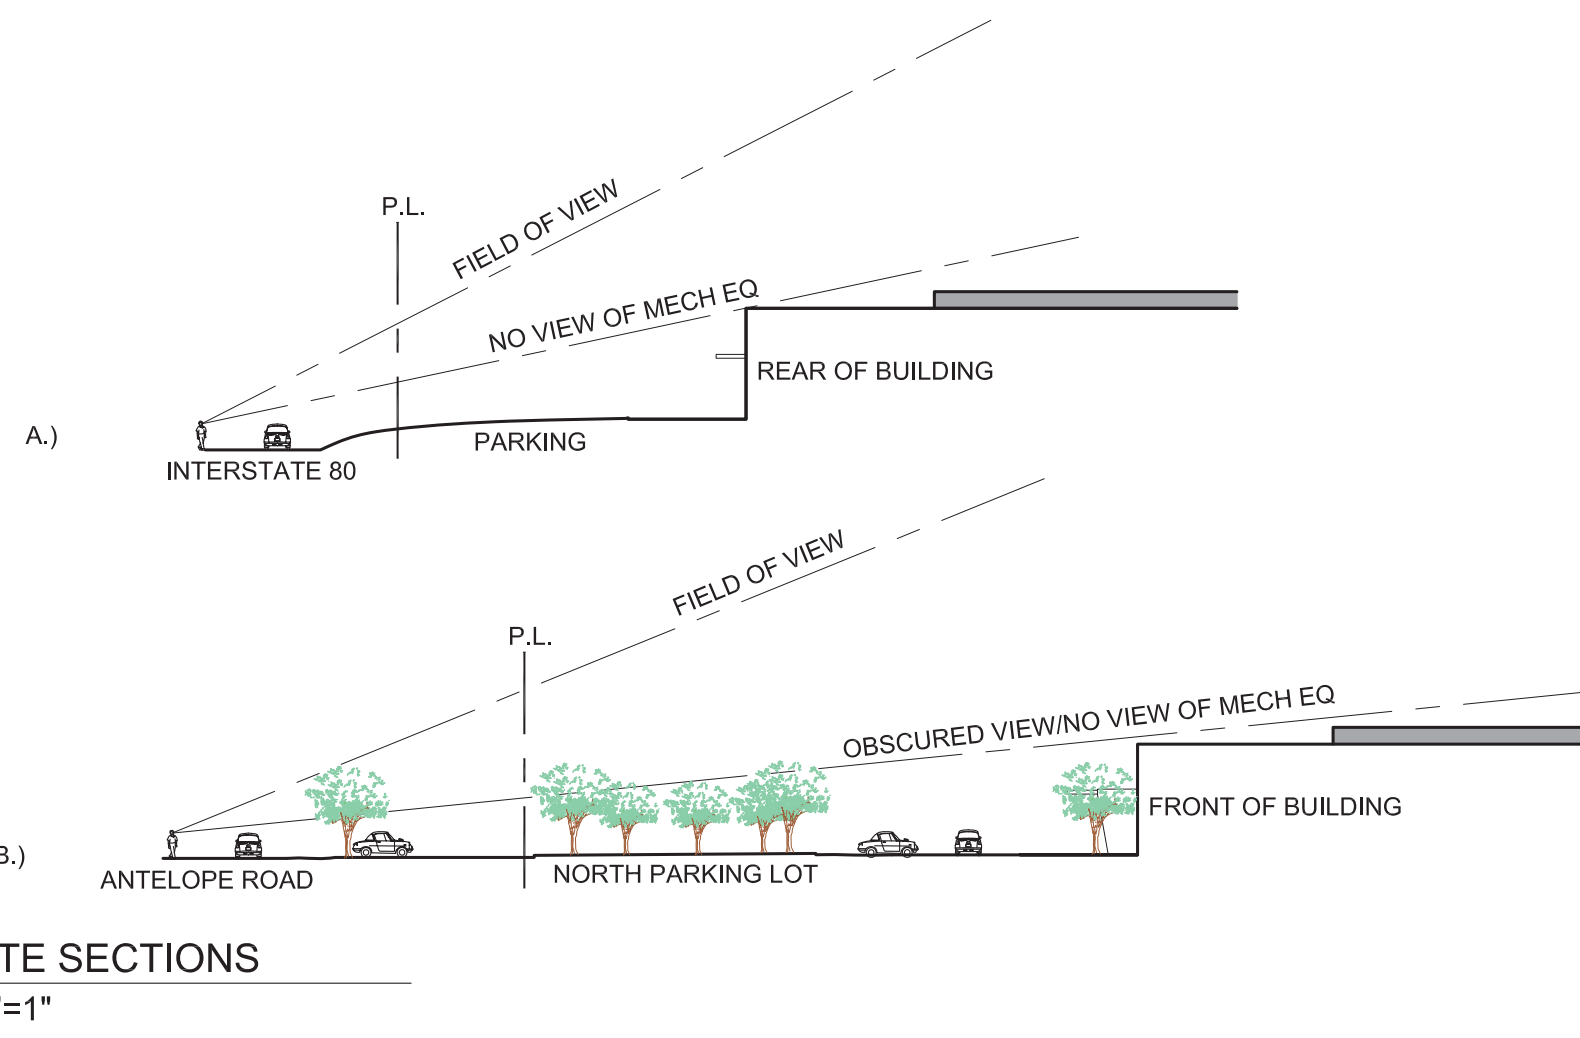 P.L.
FIELD OF VIEW
NO VIEW OF MECH EQ
REAR OF BUILDING
A.)
PARKING
INTERSTATE 80
FIELD OF VIEW
P.L.
OBSCURED VIEW/NO VIEW OF MECH EQ
FRONT OF BUILDING
B.)
ANTELOPE ROAD
NORTH PARKING LOT
TE SECTIONS
'=1"